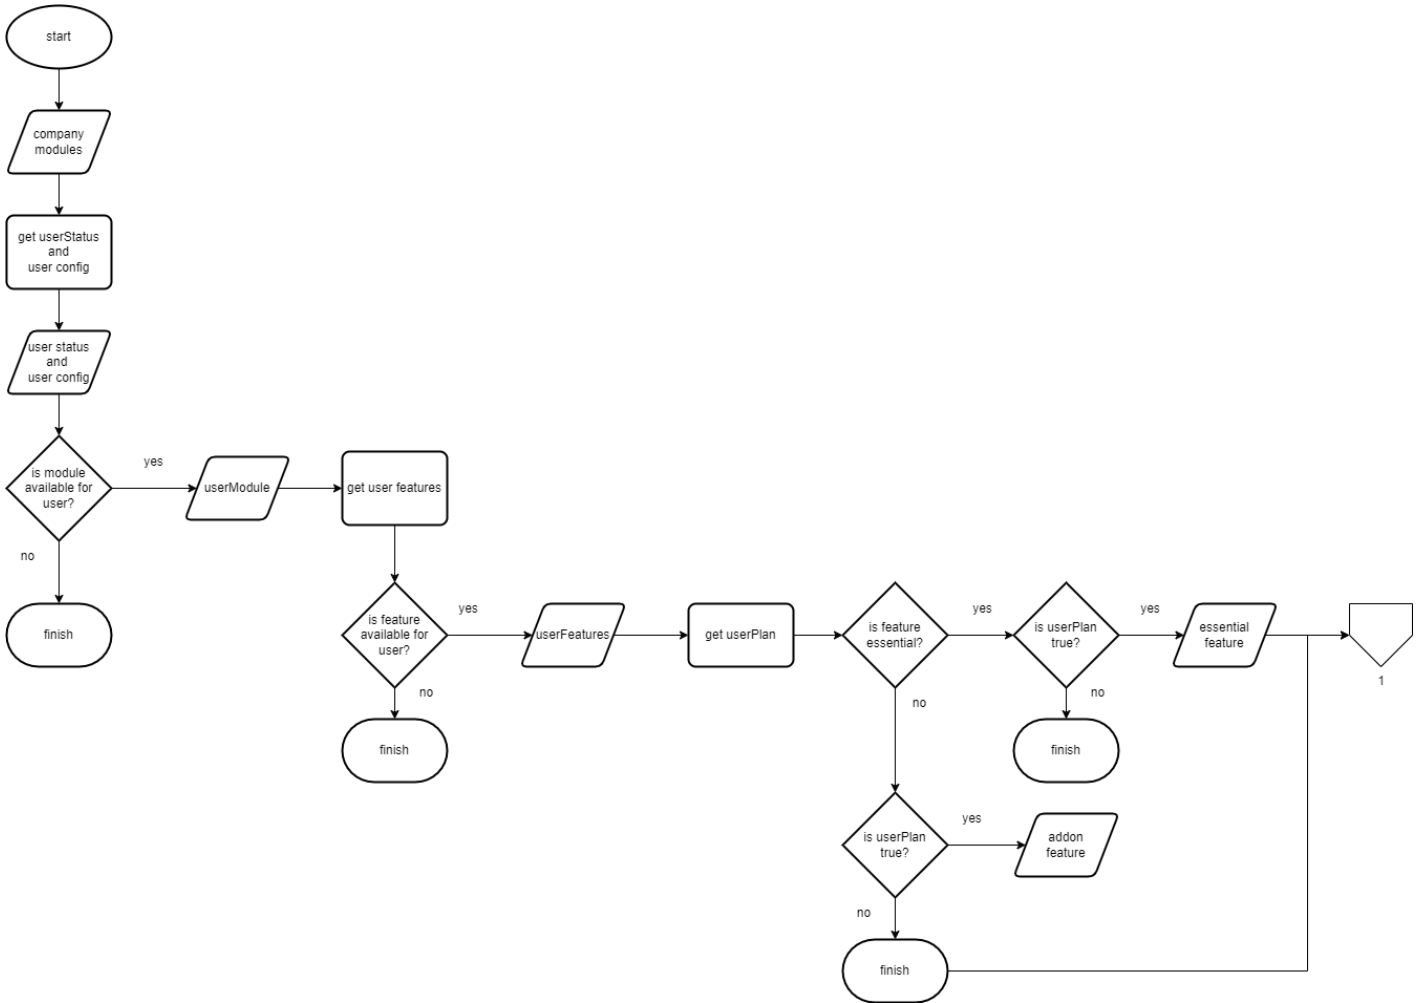 start
company
modules
get userStatus
and
user config
user status
and
user config
is module
available for
user?
yes
no
finish
userModule
get user features
is feature
available for
user?
yes
no
finish
userFeatures
get userPlan
is feature
essential?
yes
no
is userPlan
true?
yes
no
finish
essential
feature
1
is userPlan
true?
yes
no
addon
feature
finish